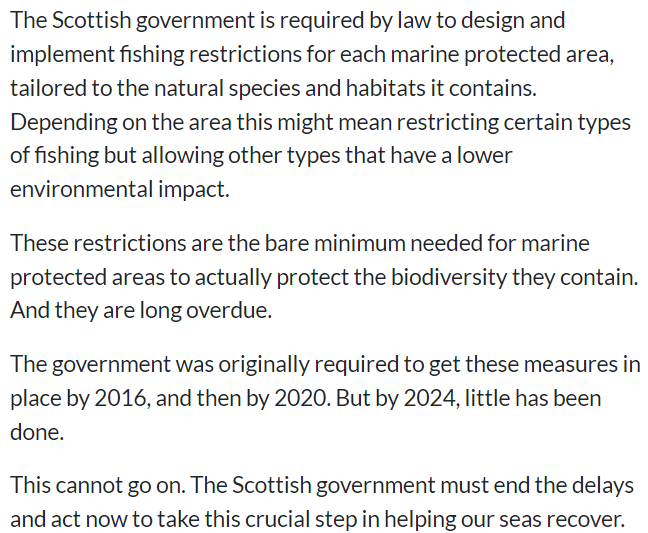 The Scottish government is required by law to design and
implement fishing restrictions for each marine protected area,
tailored to the natural species and habitats it contains.
Depending on the area this might mean restricting certain types
of fishing but allowing other types that have a lower
environmental impact.
These restrictions are the bare minimum needed for marine
protected areas to actually protect the biodiversity they contain.
And they are long overdue.
The government was originally required to get these measures in
place by 2016, and then by 2020. But by 2024, little has been
done.
This cannot go on. The Scottish government must end the delays
and act now to take this crucial step in helping our seas recover.